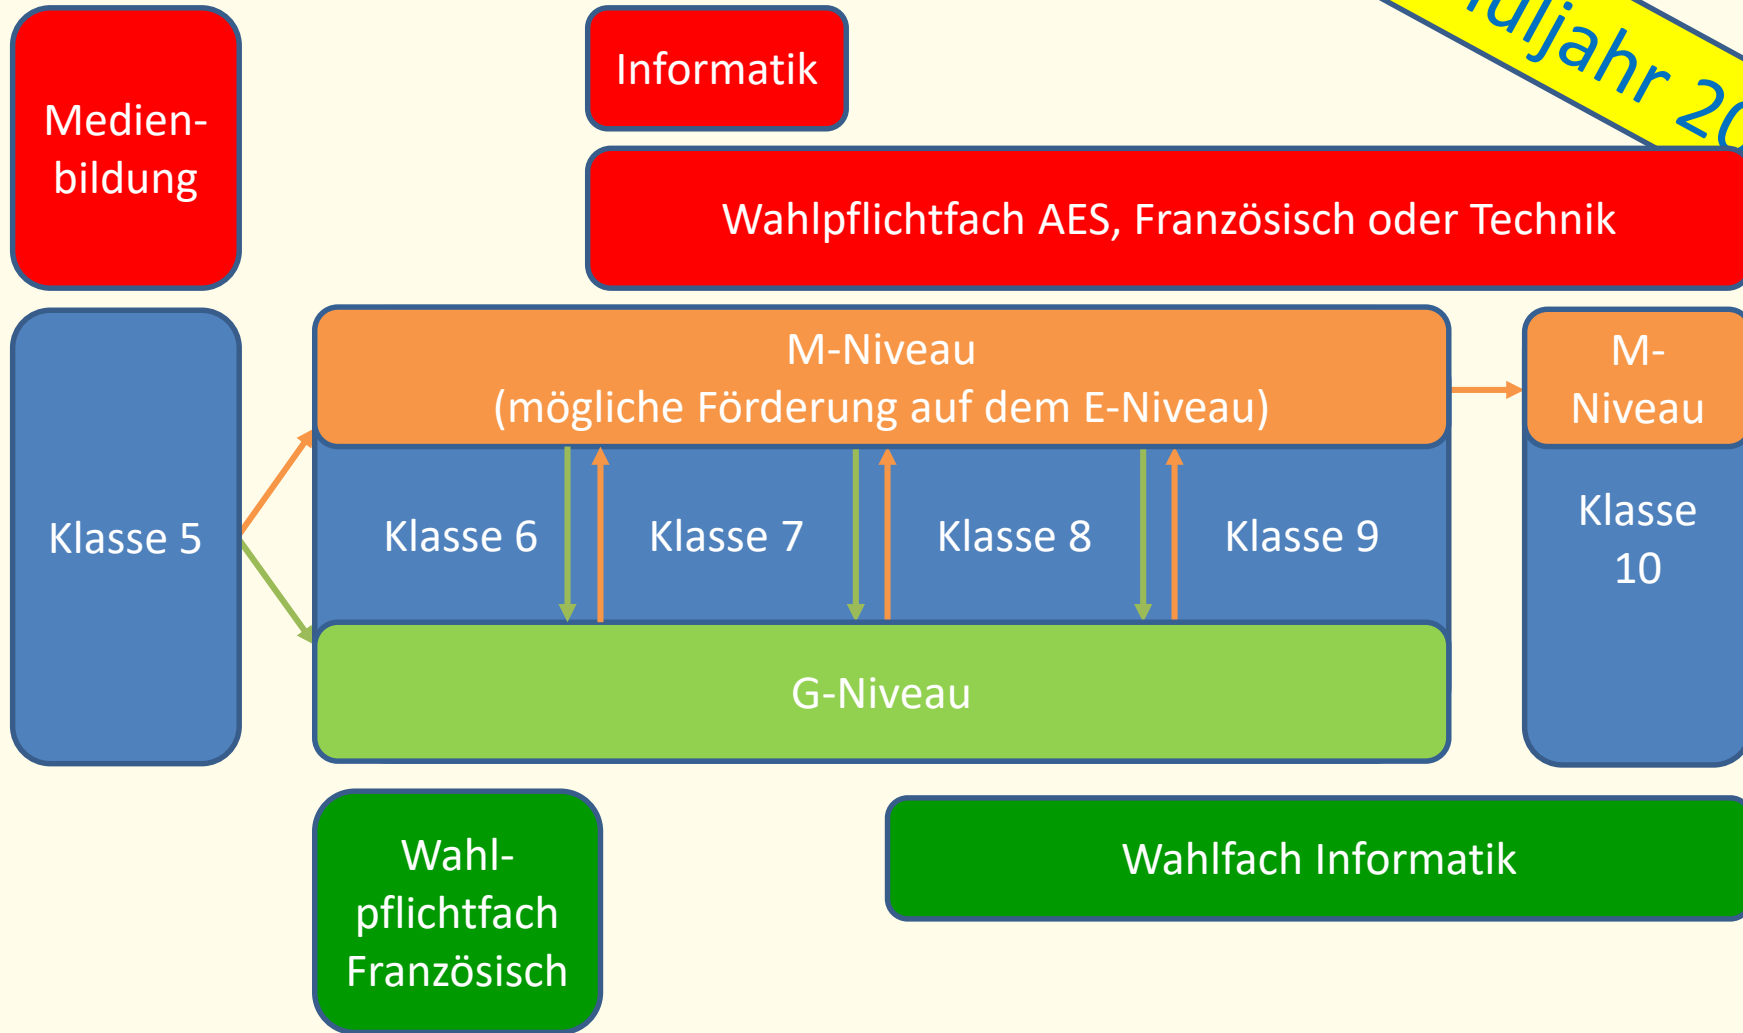 Medien-
bildung
Informatik
Wahlpflichtfach AES, Französisch oder Technik
Klasse 5
M-Niveau
(mögliche Förderung auf dem E-Niveau)
Klasse 6
Klasse 7
Klasse 8
Klasse 9
G-Niveau
M-
Niveau
Klasse
10
Wahl-
pflichtfach
Französisch
Wahlfach Informatik